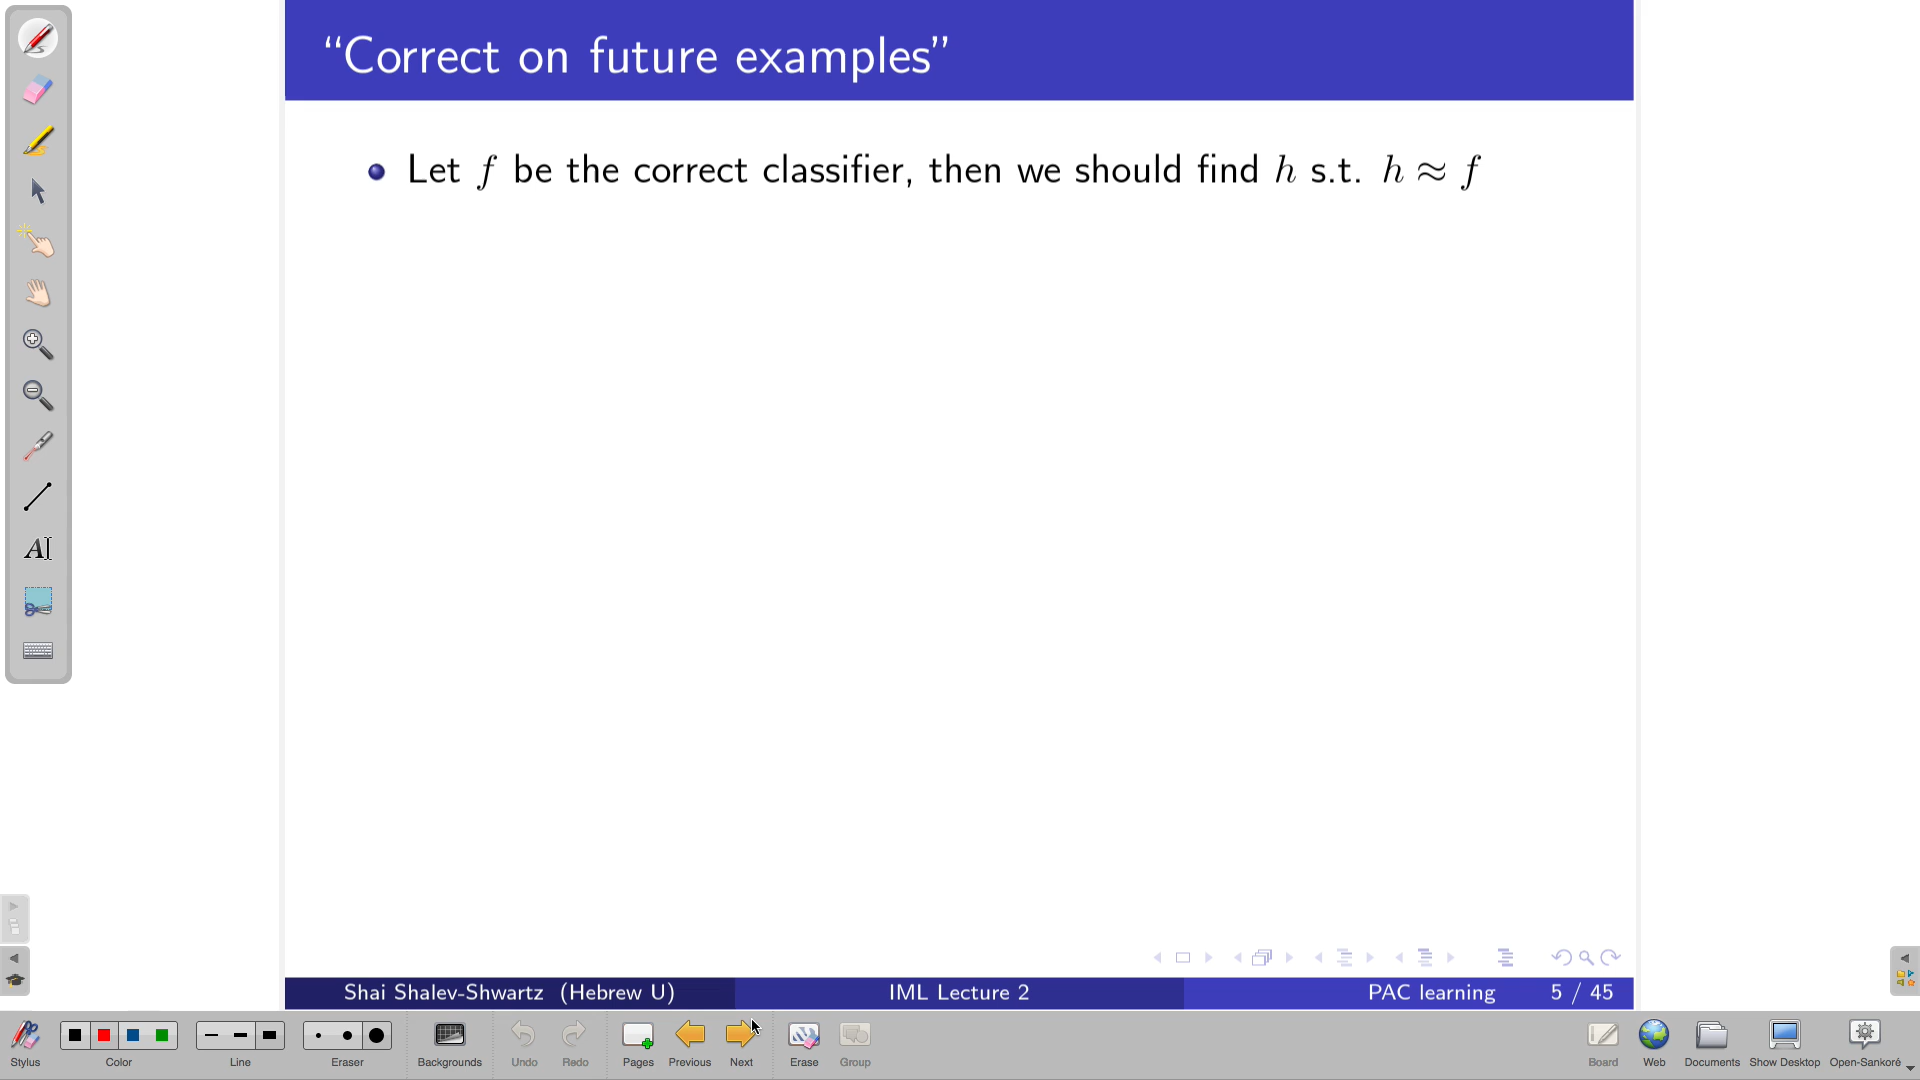 “Correct on future examples”
Let f be the correct classifier, then we should find h s.t. h ≈ f
Shai Shalev-Shwartz (Hebrew U) IML Lecture 2 PAC learning 5 / 45
Stylus Color Line Eraser Backgrounds Undo Redo Pages Previous Next Erase Group Board Web Documents Show Desktop Open-Sankoré